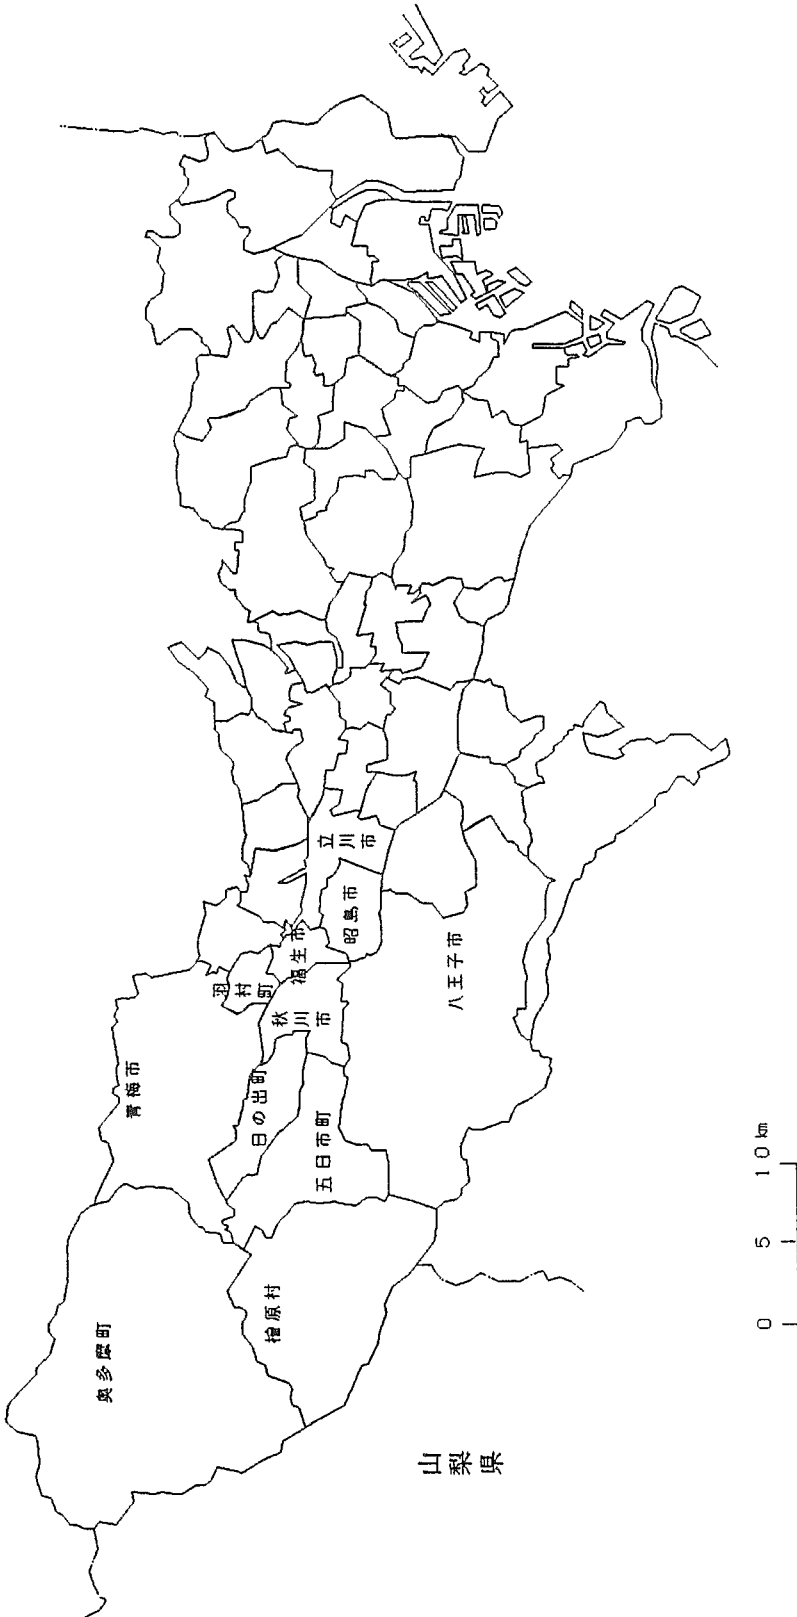 奥多摩町
青梅市
羽村町
日の出町
福生市
秋川市
立川市
昭島市
五日市町
檜原村
八王子市
山梨県
0 5 10km